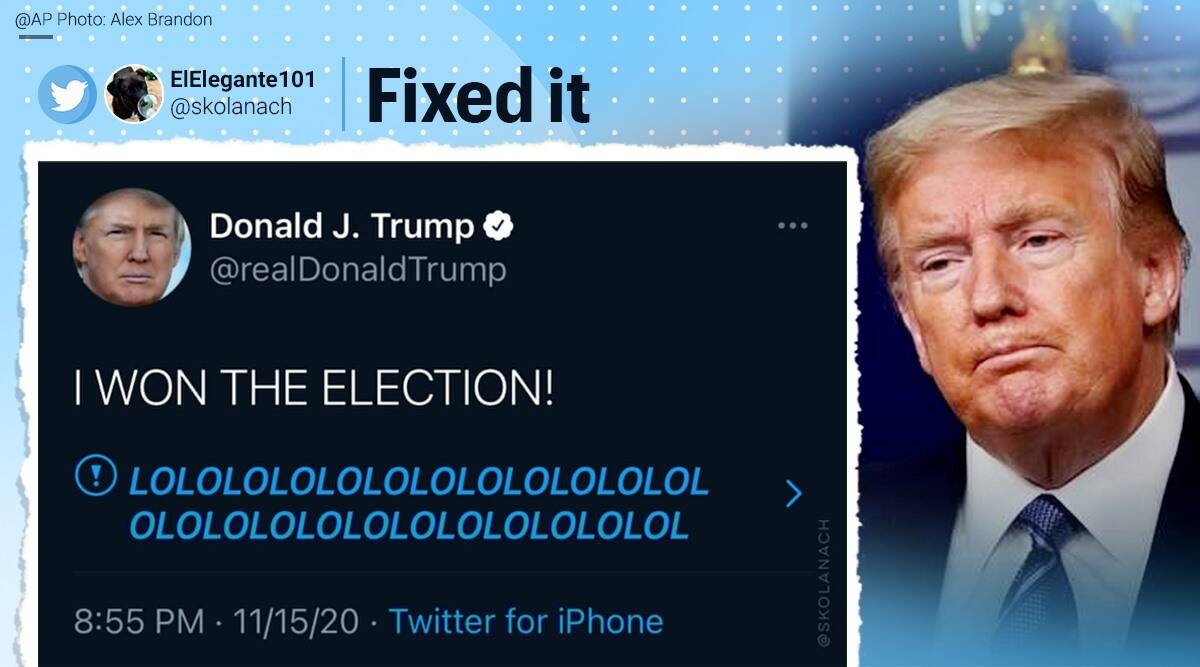 @AP Photo: Alex Brandon
ElElegante101
@skolanach
Fixed it
Donald J. Trump
@realDonaldTrump
I WON THE ELECTION!
LOLOLOLOLOLOLOLOLOLOLOLOL
OLOLOLOLOLOLOLOLOLOLOLOL
8:55 PM · 11/15/20 · Twitter for iPhone
@SKOLANACH